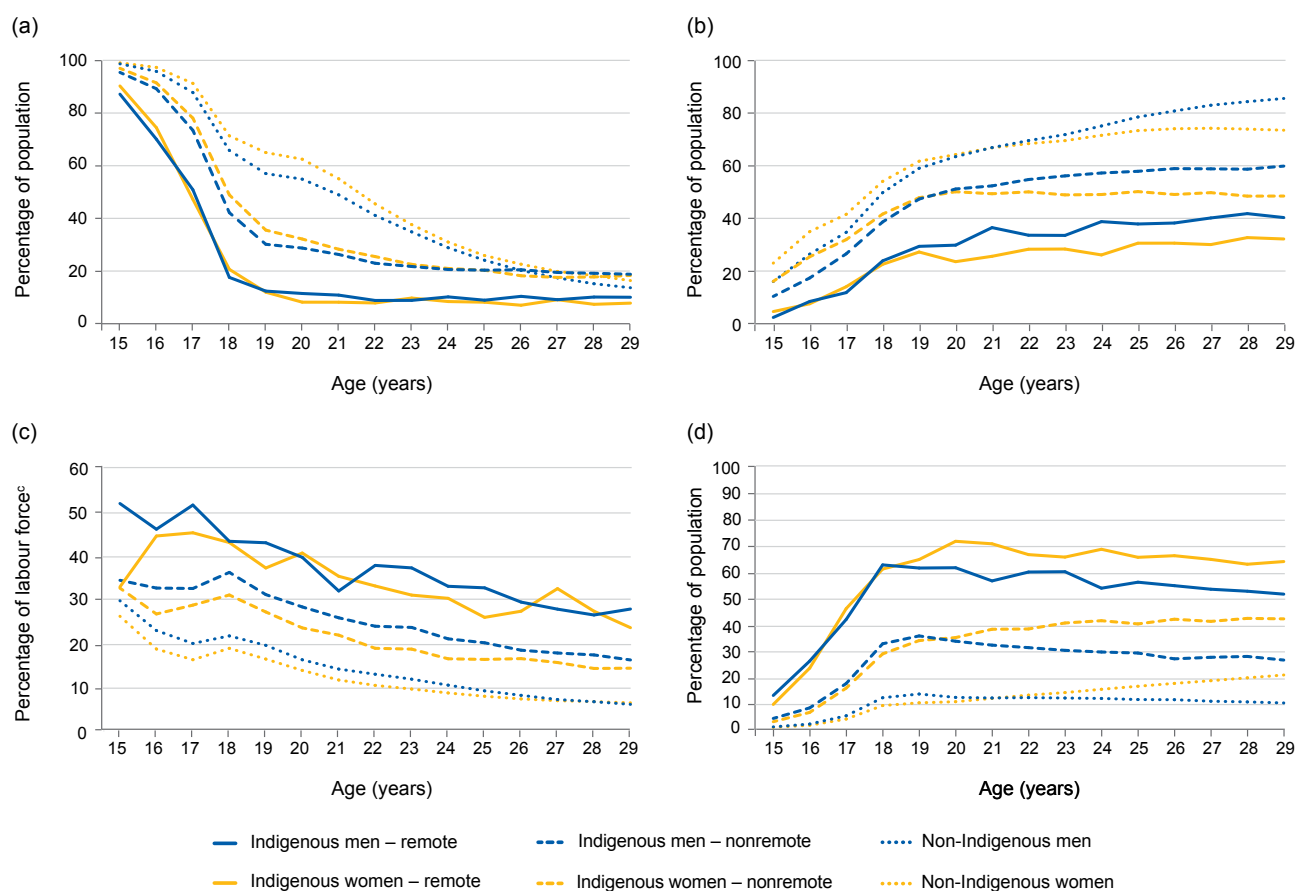 (a)
Percentage of population
100
80
60
40
20
0
15 16 17 18 19 20 21 22 23 24 25 26 27 28 29
Age (years)
(b)
Percentage of population
100
80
60
40
20
0
15 16 17 18 19 20 21 22 23 24 25 26 27 28 29
Age (years)
(c)
Percentage of labour forceᶜ
60
50
40
30
20
10
0
15 16 17 18 19 20 21 22 23 24 25 26 27 28 29
Age (years)
(d)
Percentage of population
100
90
80
70
60
50
40
30
20
10
0
15 16 17 18 19 20 21 22 23 24 25 26 27 28 29
Age (years)
Indigenous men – remote
Indigenous men – nonremote
Non-Indigenous men
Indigenous women – remote
Indigenous women – nonremote
Non-Indigenous women